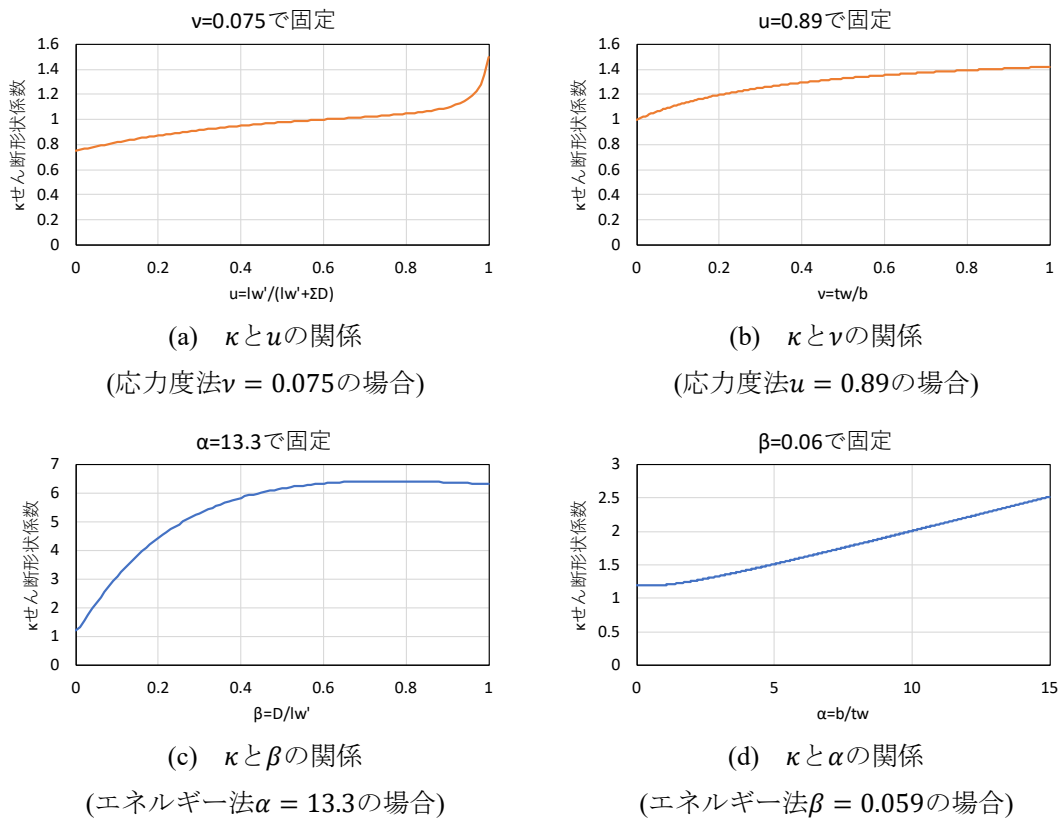 ν=0.075で固定
1.6
1.4
1.2
1
0.8
0.6
0.4
0.2
0
κせん断形状係数
0 0.2 0.4 0.6 0.8 1
u=lw'/(lw'+ΣD)
(a) κとuの関係
(応力度法ν = 0.075の場合)
u=0.89で固定
1.6
1.4
1.2
1
0.8
0.6
0.4
0.2
0
κせん断形状係数
0 0.2 0.4 0.6 0.8 1
ν=tw/b
(b) κとνの関係
(応力度法u = 0.89の場合)
α=13.3で固定
7
6
5
4
3
2
1
0
κせん断形状係数
0 0.2 0.4 0.6 0.8 1
β=D/lw'
(c) κとβの関係
(エネルギー法α = 13.3の場合)
β=0.06で固定
3
2.5
2
1.5
1
0.5
0
κせん断形状係数
0 5 10 15
α=b/tw
(d) κとαの関係
(エネルギー法β = 0.059の場合)